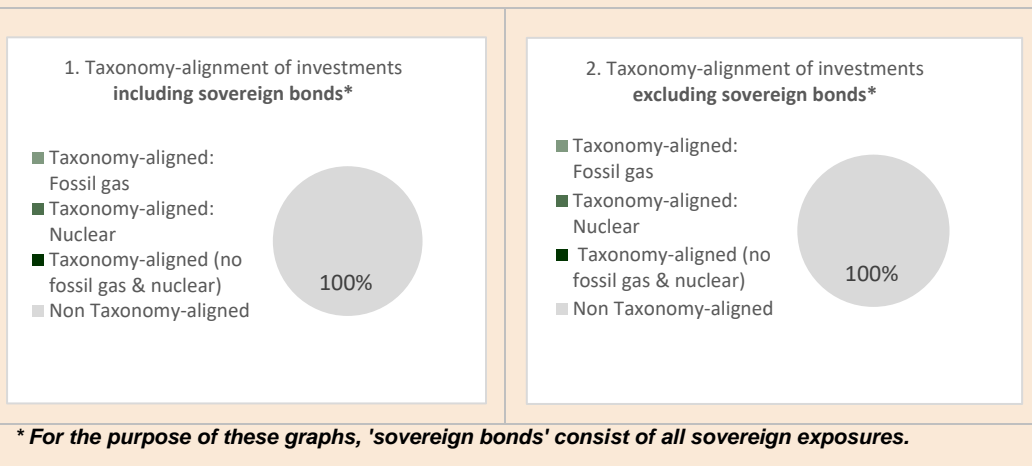 1. Taxonomy-alignment of investments
including sovereign bonds*
Taxonomy-aligned:
Fossil gas
Taxonomy-aligned:
Nuclear
Taxonomy-aligned (no
fossil gas & nuclear)
Non Taxonomy-aligned
100%
2. Taxonomy-alignment of investments
excluding sovereign bonds*
Taxonomy-aligned:
Fossil gas
Taxonomy-aligned:
Nuclear
Taxonomy-aligned (no
fossil gas & nuclear)
Non Taxonomy-aligned
100%
* For the purpose of these graphs, 'sovereign bonds' consist of all sovereign exposures.